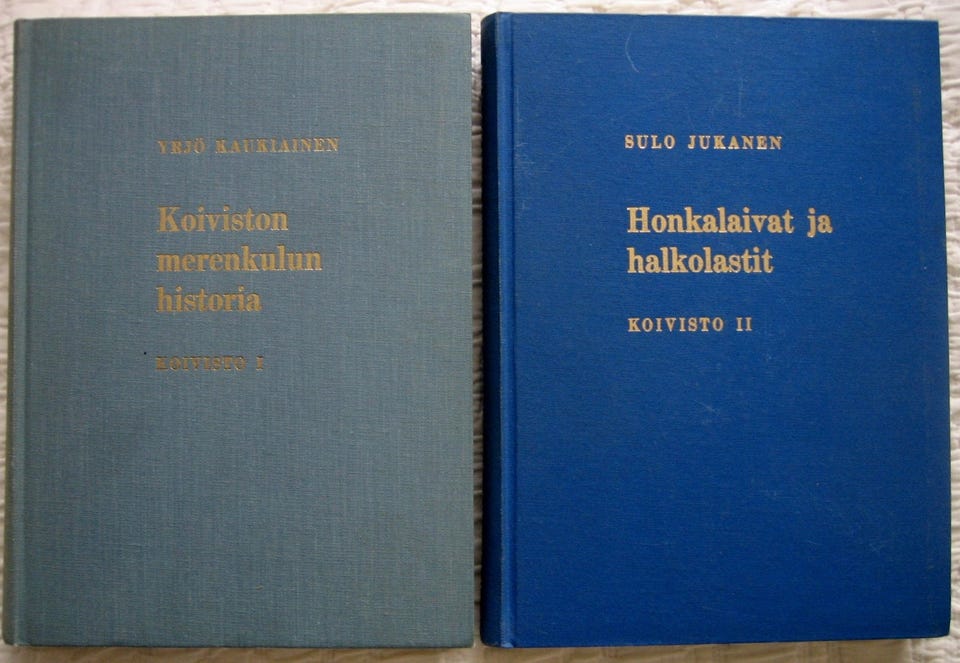 YRJÖ KAUKIAINEN
Koiviston
merenkulun
historia
KOIVISTO I
SULO JUKANEN
Honkalaivat ja
halkolastit
KOIVISTO II